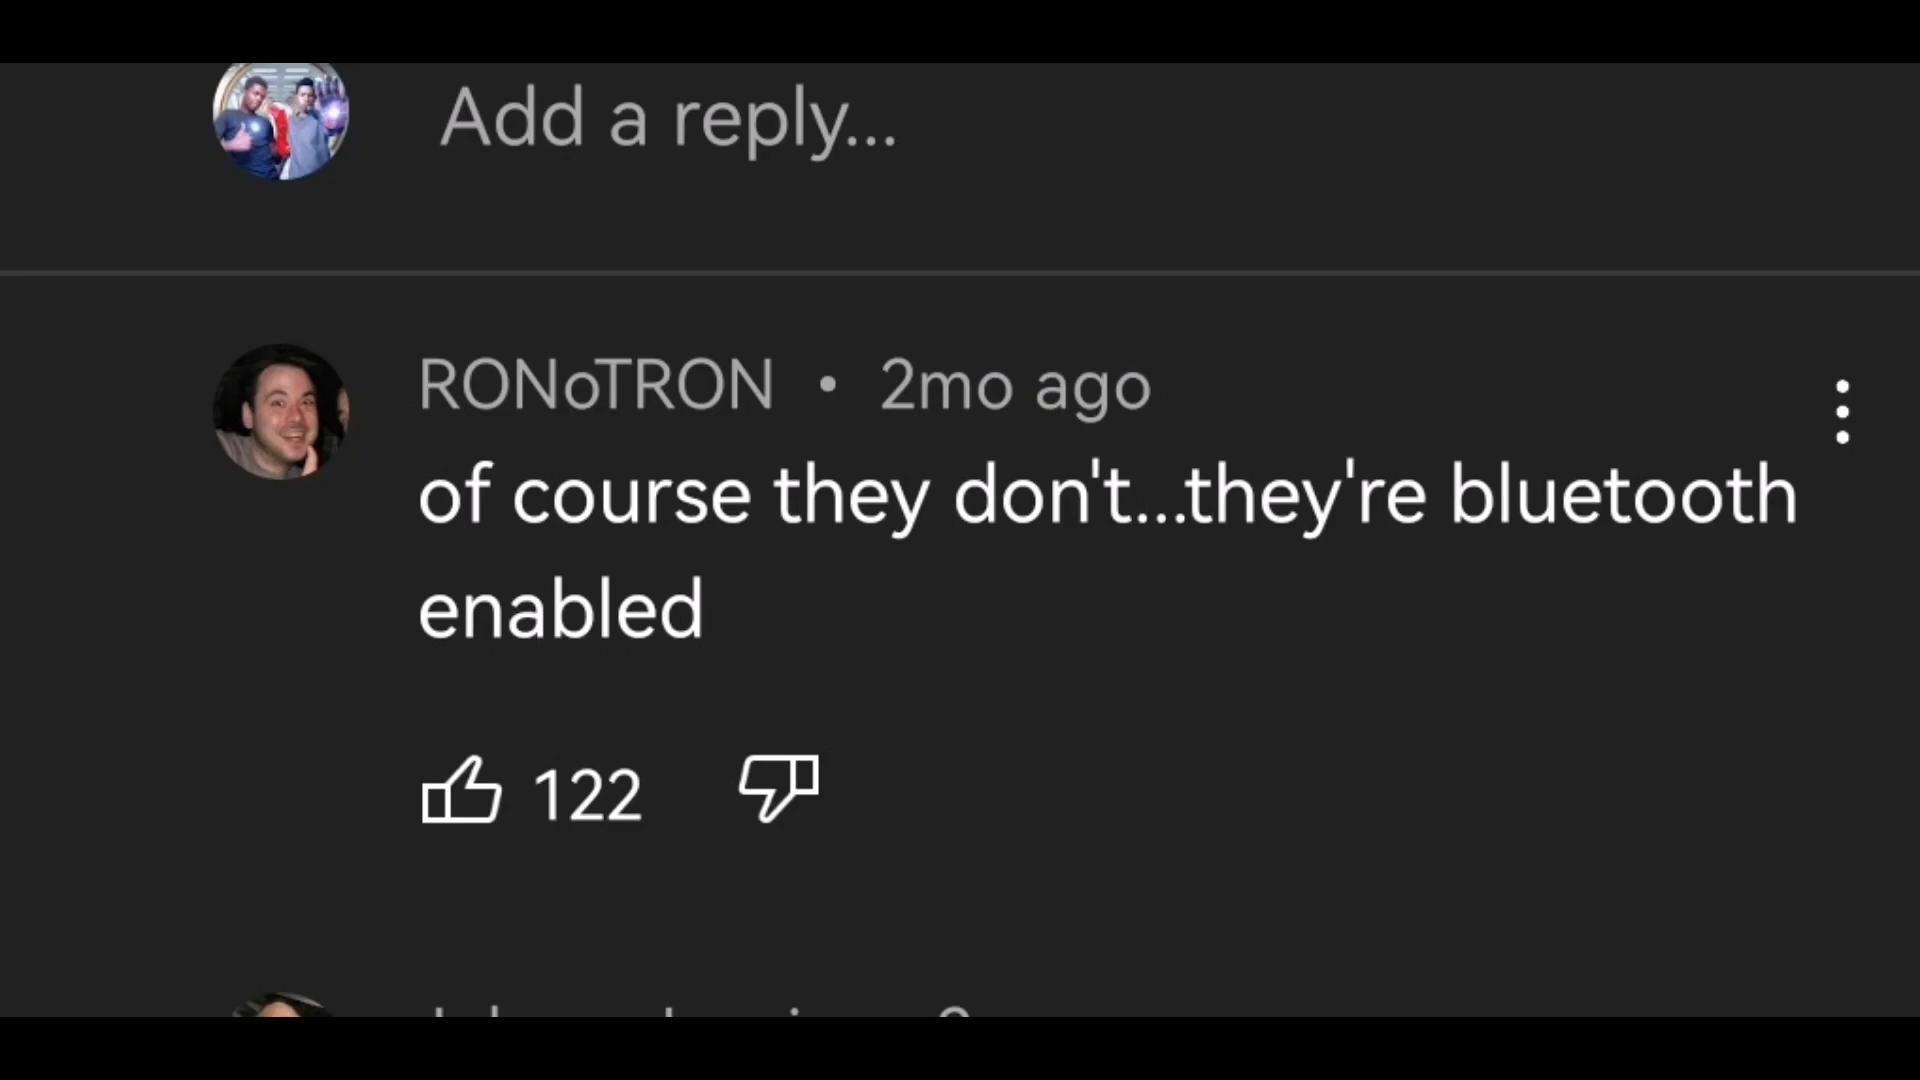 Add a reply...
RONoTRON • 2mo ago
of course they don't...they're bluetooth
enabled
122